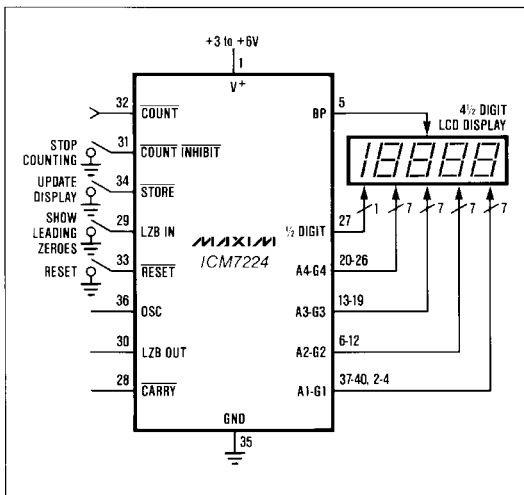 +3 to +6V
1
V+
32
COUNT
BP
5
4½ DIGIT
LCD DISPLAY
STOP
COUNTING
31
COUNT INHIBIT
UPDATE
DISPLAY
34
STORE
SHOW
LEADING
ZEROES
29
LZB IN
RESET
33
RESET
36
OSC
30
LZB OUT
28
CARRY
MAXIM
ICM7224
18888
1
7
7
7
7
½ DIGIT
27
A4-G4
20-26
A3-G3
13-19
A2-G2
6-12
A1-G1
37-40, 2-4
GND
35